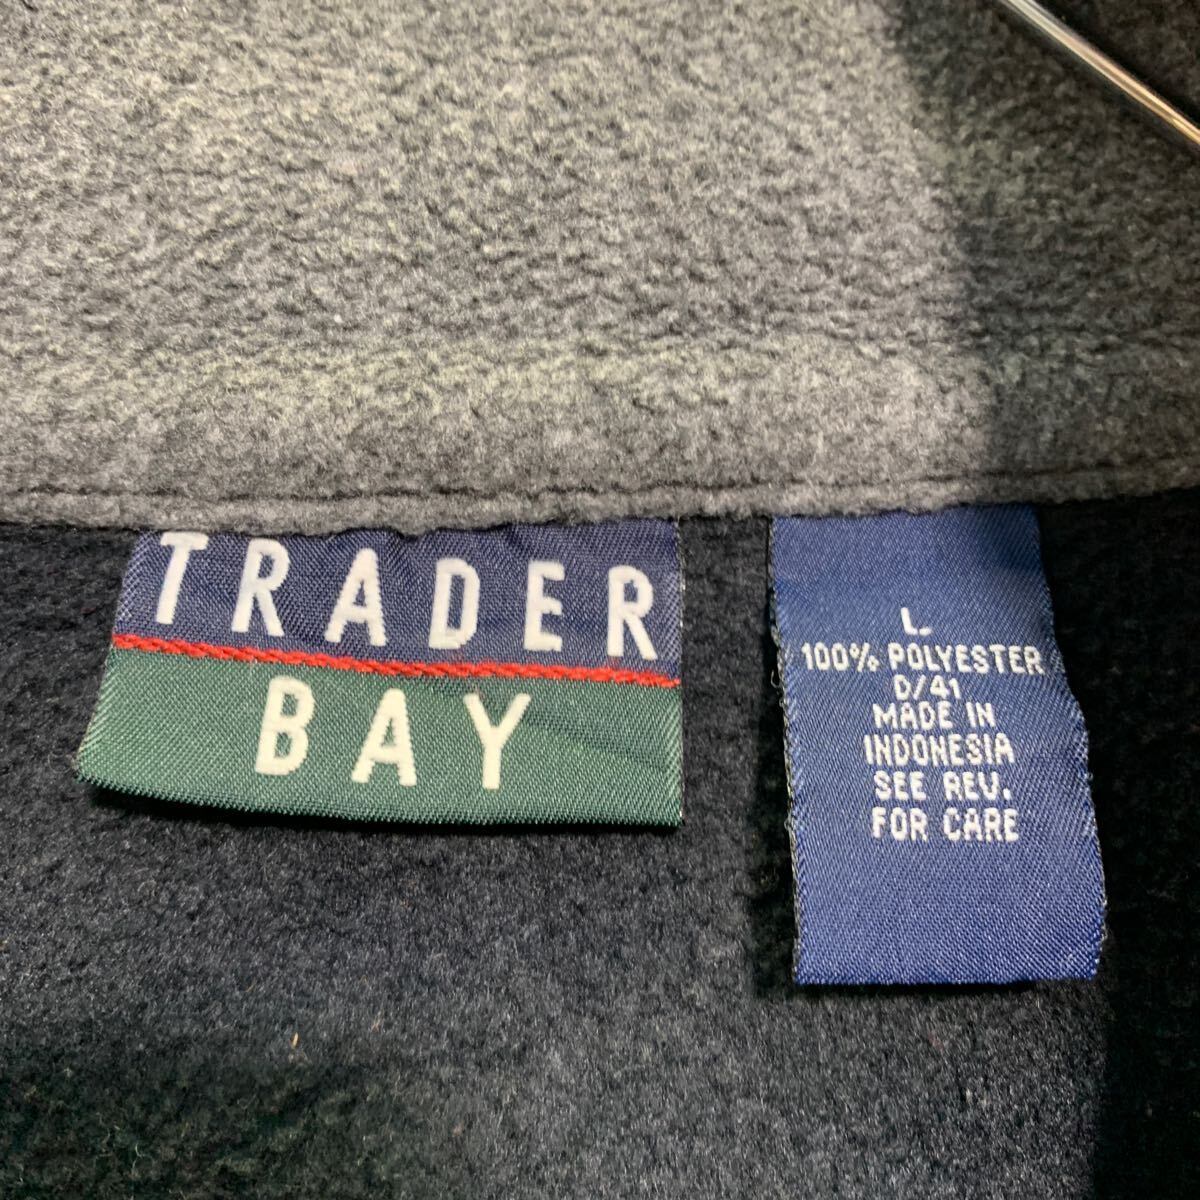 TRADER
BAY
L.
100% POLYESTER
D/41
MADE IN
INDONESIA
SEE REV.
FOR CARE